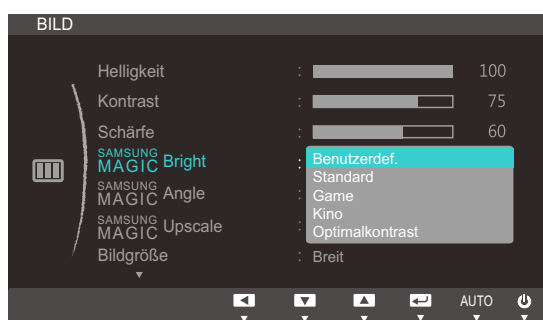 BILD
Helligkeit : 100
Kontrast : 75
Schärfe : 60
SAMSUNG MAGIC Bright : Benutzerdef.
Standard
Game
SAMSUNG MAGIC Angle :
Kino
SAMSUNG MAGIC Upscale :
Optimalkontrast
Bildgröße : Breit
AUTO